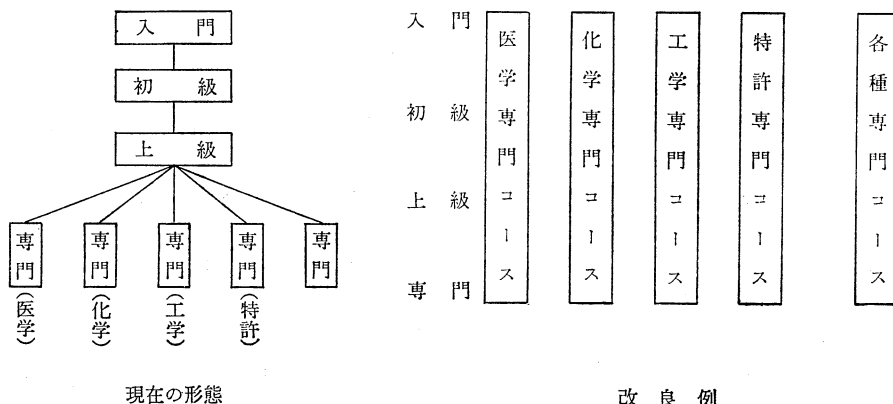 入門
初級
上級
専門
専門
専門
専門
専門
(医学)
(化学)
(工学)
(特許)
現在の形態
入門
初級
上級
専門
医学専門コース
化学専門コース
工学専門コース
特許専門コース
各種専門コース
改良例